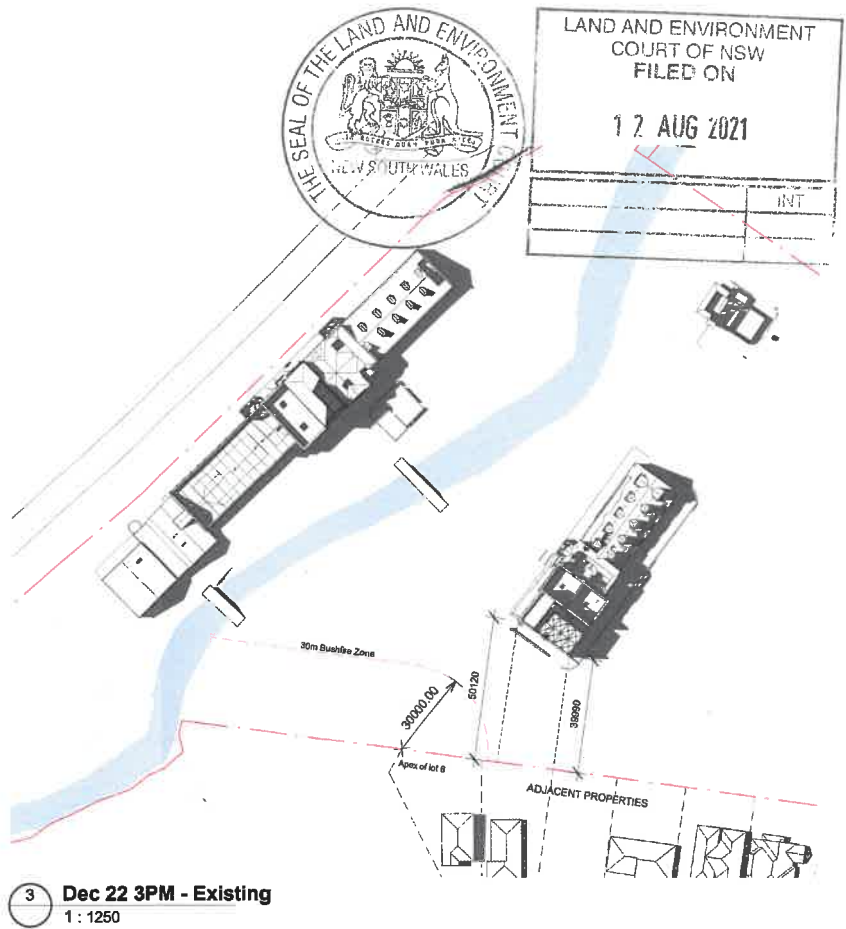 THE SEAL OF THE LAND AND ENVIRONMENT COURT
NEW SOUTH WALES
LAND AND ENVIRONMENT
COURT OF NSW
FILED ON
12 AUG 2021
INT
30m Bushfire Zone
30000.00
50120
39090
Apex of lot 8
ADJACENT PROPERTIES
3
Dec 22 3PM - Existing
1 : 1250